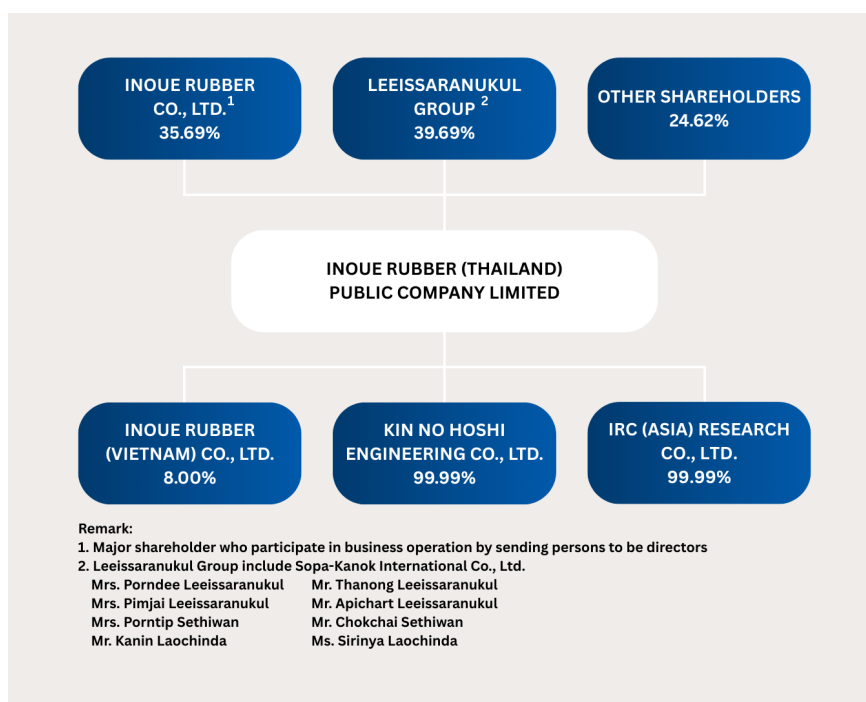 INOUE RUBBER
CO., LTD.1
35.69%
LEEISSARANUKUL
GROUP 2
39.69%
OTHER SHAREHOLDERS
24.62%
INOUE RUBBER (THAILAND)
PUBLIC COMPANY LIMITED
INOUE RUBBER
(VIETNAM) CO., LTD.
8.00%
KIN NO HOSHI
ENGINEERING CO., LTD.
99.99%
IRC (ASIA) RESEARCH
CO., LTD.
99.99%
Remark:
1. Major shareholder who participate in business operation by sending persons to be directors
2. Leeissaranukul Group include Sopa-Kanok International Co., Ltd.
Mrs. Porndee Leeissaranukul Mr. Thanong Leeissaranukul
Mrs. Pimjai Leeissaranukul Mr. Apichart Leeissaranukul
Mrs. Porntip Sethiwan Mr. Chokchai Sethiwan
Mr. Kanin Laochinda Ms. Sirinya Laochinda